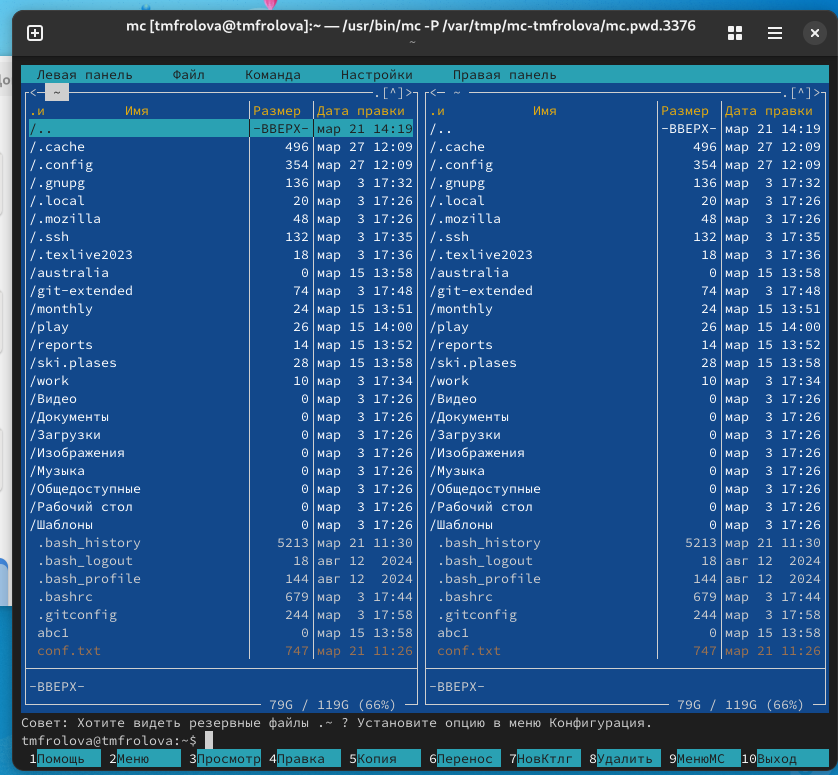 mc [tmfrolova@tmfrolova]:~ — /usr/bin/mc -P /var/tmp/mc-tmfrolova/mc.pwd.3376
~
Левая панель Файл Команда Настройки Правая панель
<— ~ .[^]> <— ~ .[^]>
.и Имя Размер Дата правки .и Имя Размер Дата правки
/.. -ВВЕРХ- мар 21 14:19 /.. -ВВЕРХ- мар 21 14:19
/.cache 496 мар 27 12:09 /.cache 496 мар 27 12:09
/.config 354 мар 27 12:09 /.config 354 мар 27 12:09
/.gnupg 136 мар 3 17:32 /.gnupg 136 мар 3 17:32
/.local 20 мар 3 17:26 /.local 20 мар 3 17:26
/.mozilla 48 мар 3 17:26 /.mozilla 48 мар 3 17:26
/.ssh 132 мар 3 17:35 /.ssh 132 мар 3 17:35
/.texlive2023 18 мар 3 17:36 /.texlive2023 18 мар 3 17:36
/australia 0 мар 15 13:58 /australia 0 мар 15 13:58
/git-extended 74 мар 3 17:48 /git-extended 74 мар 3 17:48
/monthly 24 мар 15 13:51 /monthly 24 мар 15 13:51
/play 26 мар 15 14:00 /play 26 мар 15 14:00
/reports 14 мар 15 13:52 /reports 14 мар 15 13:52
/ski.plases 28 мар 15 13:58 /ski.plases 28 мар 15 13:58
/work 10 мар 3 17:34 /work 10 мар 3 17:34
/Видео 0 мар 3 17:26 /Видео 0 мар 3 17:26
/Документы 0 мар 3 17:26 /Документы 0 мар 3 17:26
/Загрузки 0 мар 3 17:26 /Загрузки 0 мар 3 17:26
/Изображения 0 мар 3 17:26 /Изображения 0 мар 3 17:26
/Музыка 0 мар 3 17:26 /Музыка 0 мар 3 17:26
/Общедоступные 0 мар 3 17:26 /Общедоступные 0 мар 3 17:26
/Рабочий стол 0 мар 3 17:26 /Рабочий стол 0 мар 3 17:26
/Шаблоны 0 мар 3 17:26 /Шаблоны 0 мар 3 17:26
.bash_history 5213 мар 21 11:30 .bash_history 5213 мар 21 11:30
.bash_logout 18 авг 12 2024 .bash_logout 18 авг 12 2024
.bash_profile 144 авг 12 2024 .bash_profile 144 авг 12 2024
.bashrc 679 мар 3 17:44 .bashrc 679 мар 3 17:44
.gitconfig 244 мар 3 17:58 .gitconfig 244 мар 3 17:58
abc1 0 мар 15 13:58 abc1 0 мар 15 13:58
conf.txt 747 мар 21 11:26 conf.txt 747 мар 21 11:26
-ВВЕРХ- -ВВЕРХ-
79G / 119G (66%) 79G / 119G (66%)
Совет: Хотите видеть резервные файлы .~ ? Установите опцию в меню Конфигурация.
tmfrolova@tmfrolova:~$
1Помощь 2Меню 3Просмотр 4Правка 5Копия 6Перенос 7НовКтлг 8Удалить 9МенюМС 10Выход